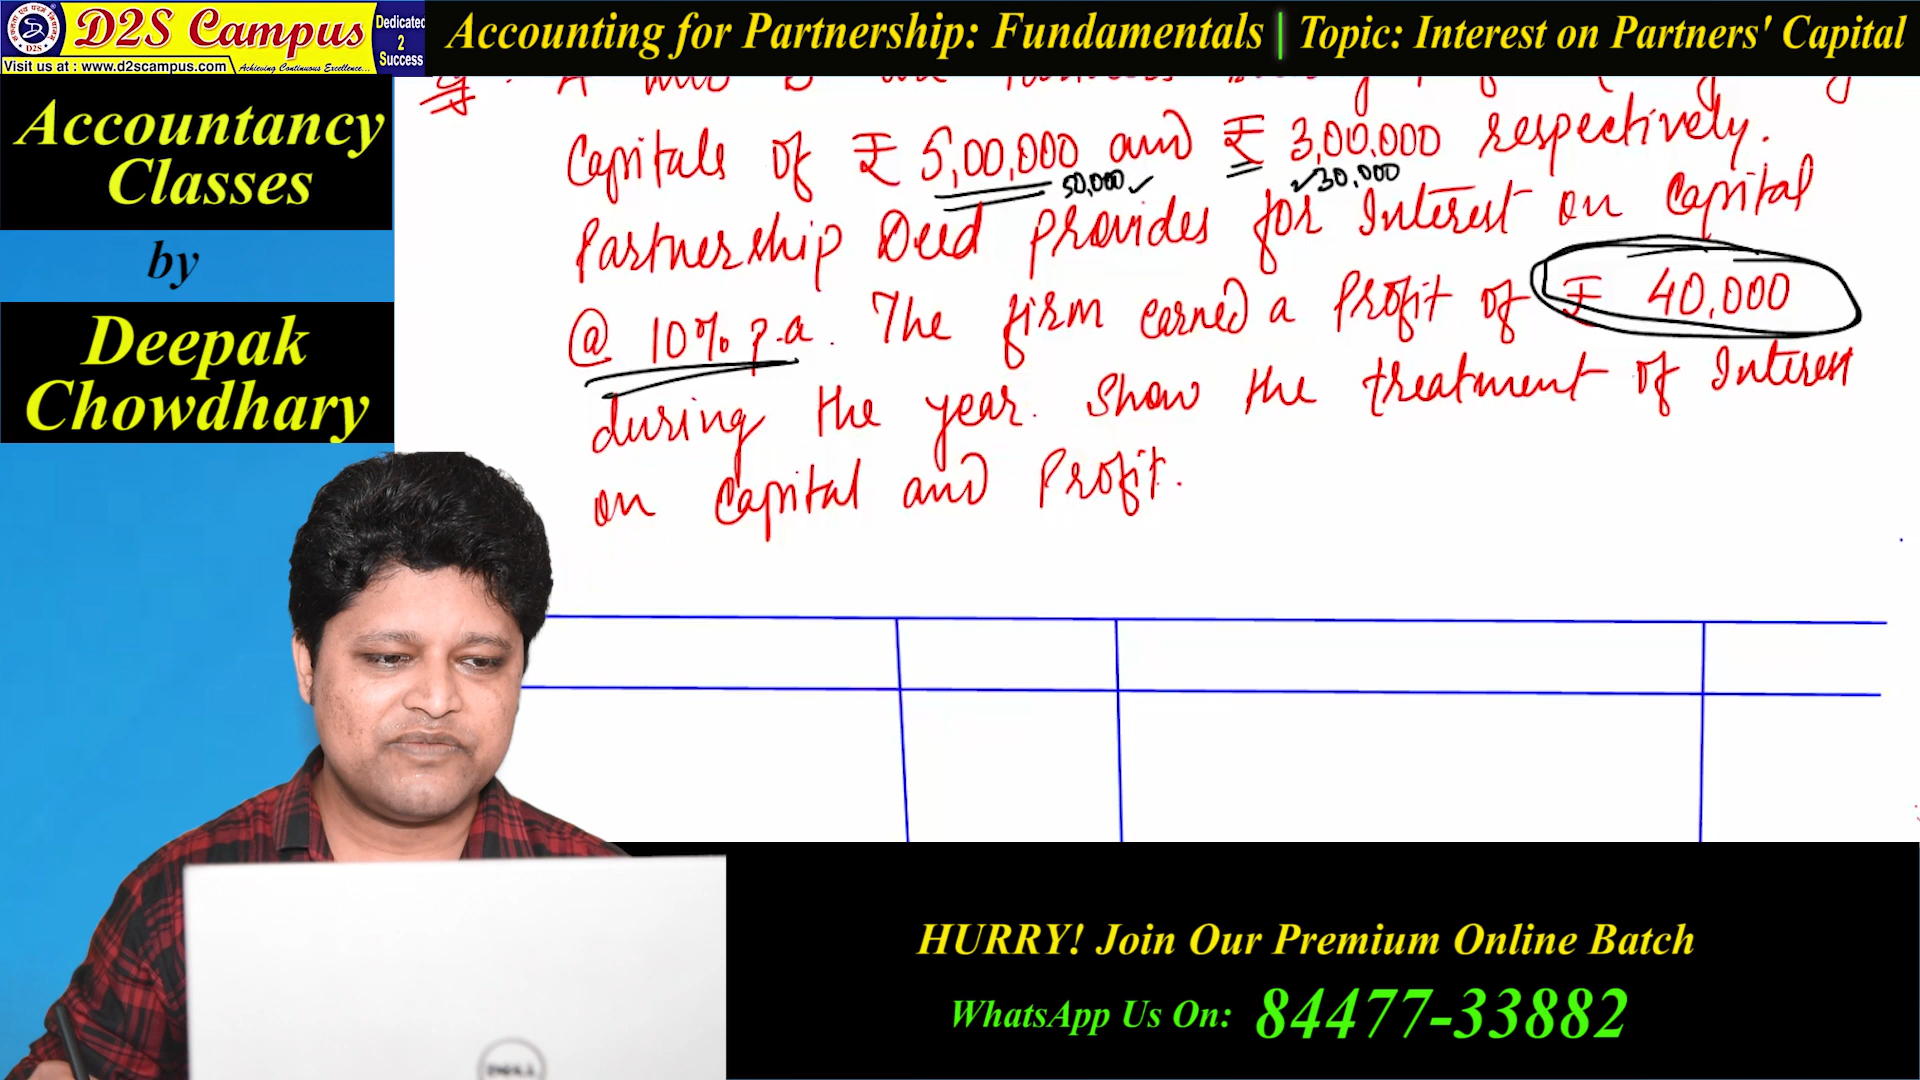 D2S Campus
Dedicated
2
Success
D2S
Visit us at : www.d2scampus.com
Achieving Continuous Excellence...
Accounting for Partnership: Fundamentals | Topic: Interest on Partners' Capital
Accountancy
Classes
by
Deepak
Chowdhary
Capitals of ₹ 5,00,000 and ₹ 3,00,000 respectively.
50,000 ✓ ✓30,000
Partnership Deed provides for Interest on Capital
@ 10% p.a. The firm earned a Profit of ₹ 40,000
during the year. Show the treatment of Interest
on Capital and Profit.
DELL
HURRY! Join Our Premium Online Batch
WhatsApp Us On: 84477-33882